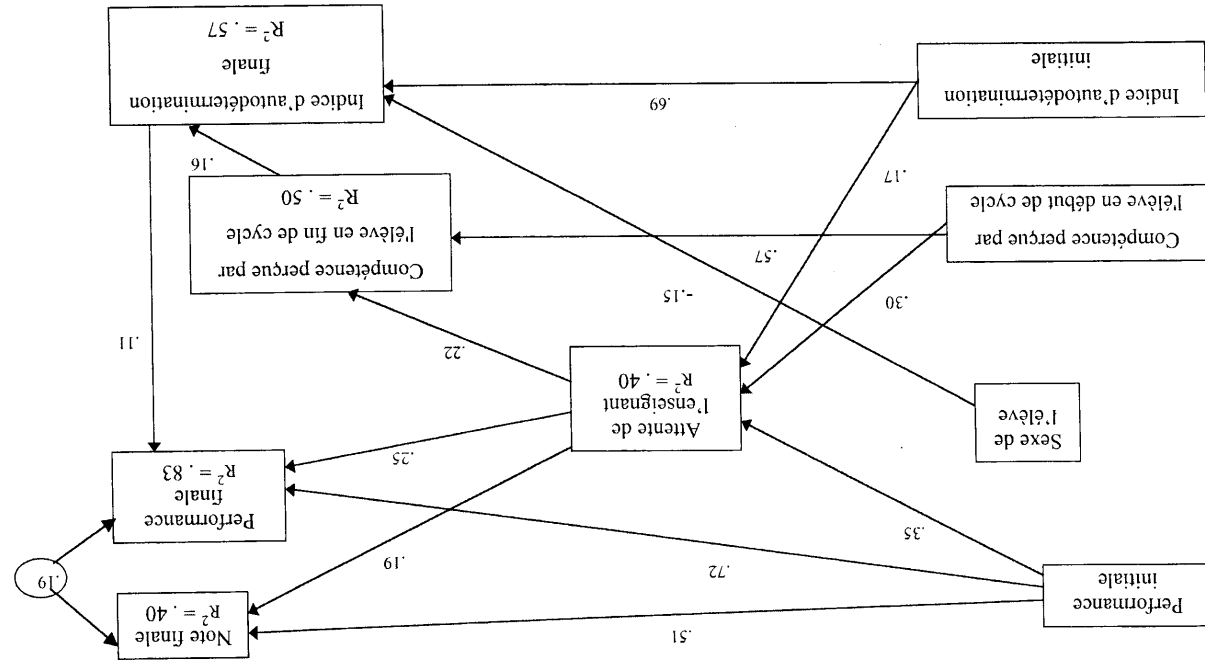 .51
Note finale
R² = . 40
Performance
initiale
.72
.19
.19
.35
Performance
finale
R² = . 83
.25
Sexe de
l'élève
Attente de
l'enseignant
R² = . 40
.22
.11
.30
-.15
.57
Compétence perçue par
l'élève en début de cycle
Compétence perçue par
l'élève en fin de cycle
R² = . 50
.17
.16
.69
Indice d'autodétermination
initiale
Indice d'autodétermination
finale
R² = . 57